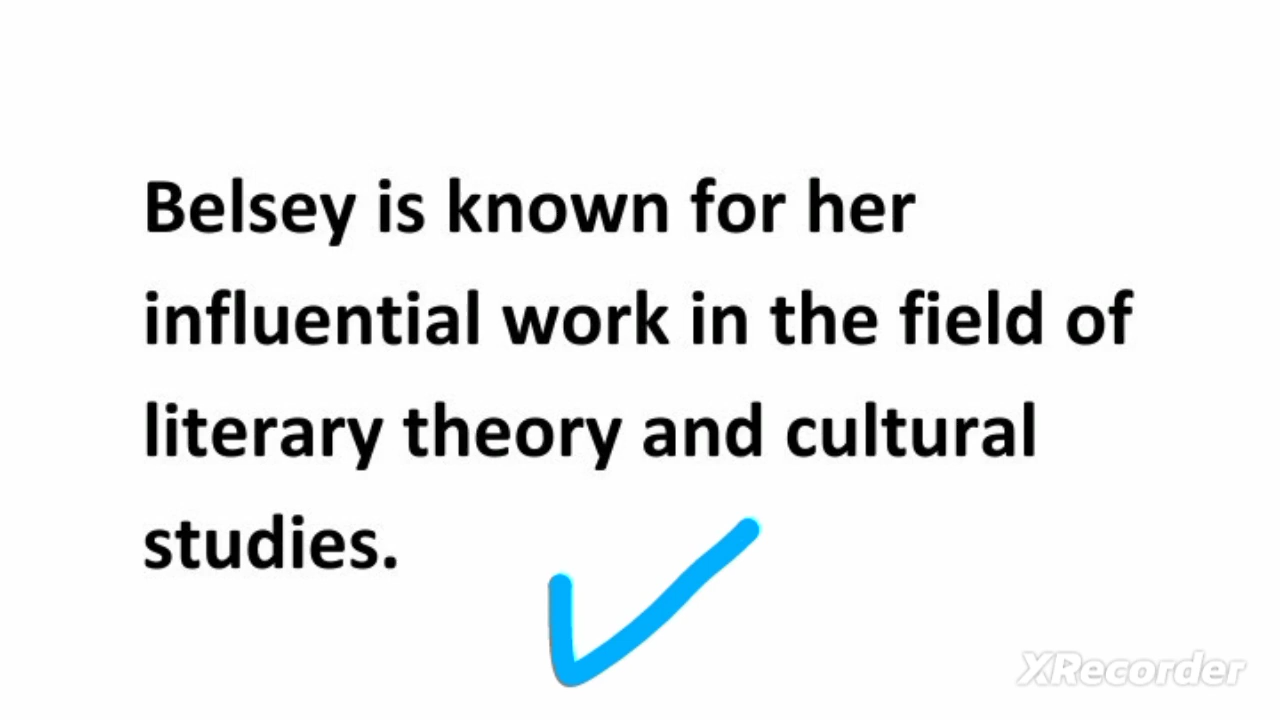 Belsey is known for her
influential work in the field of
literary theory and cultural
studies.
XRecorder